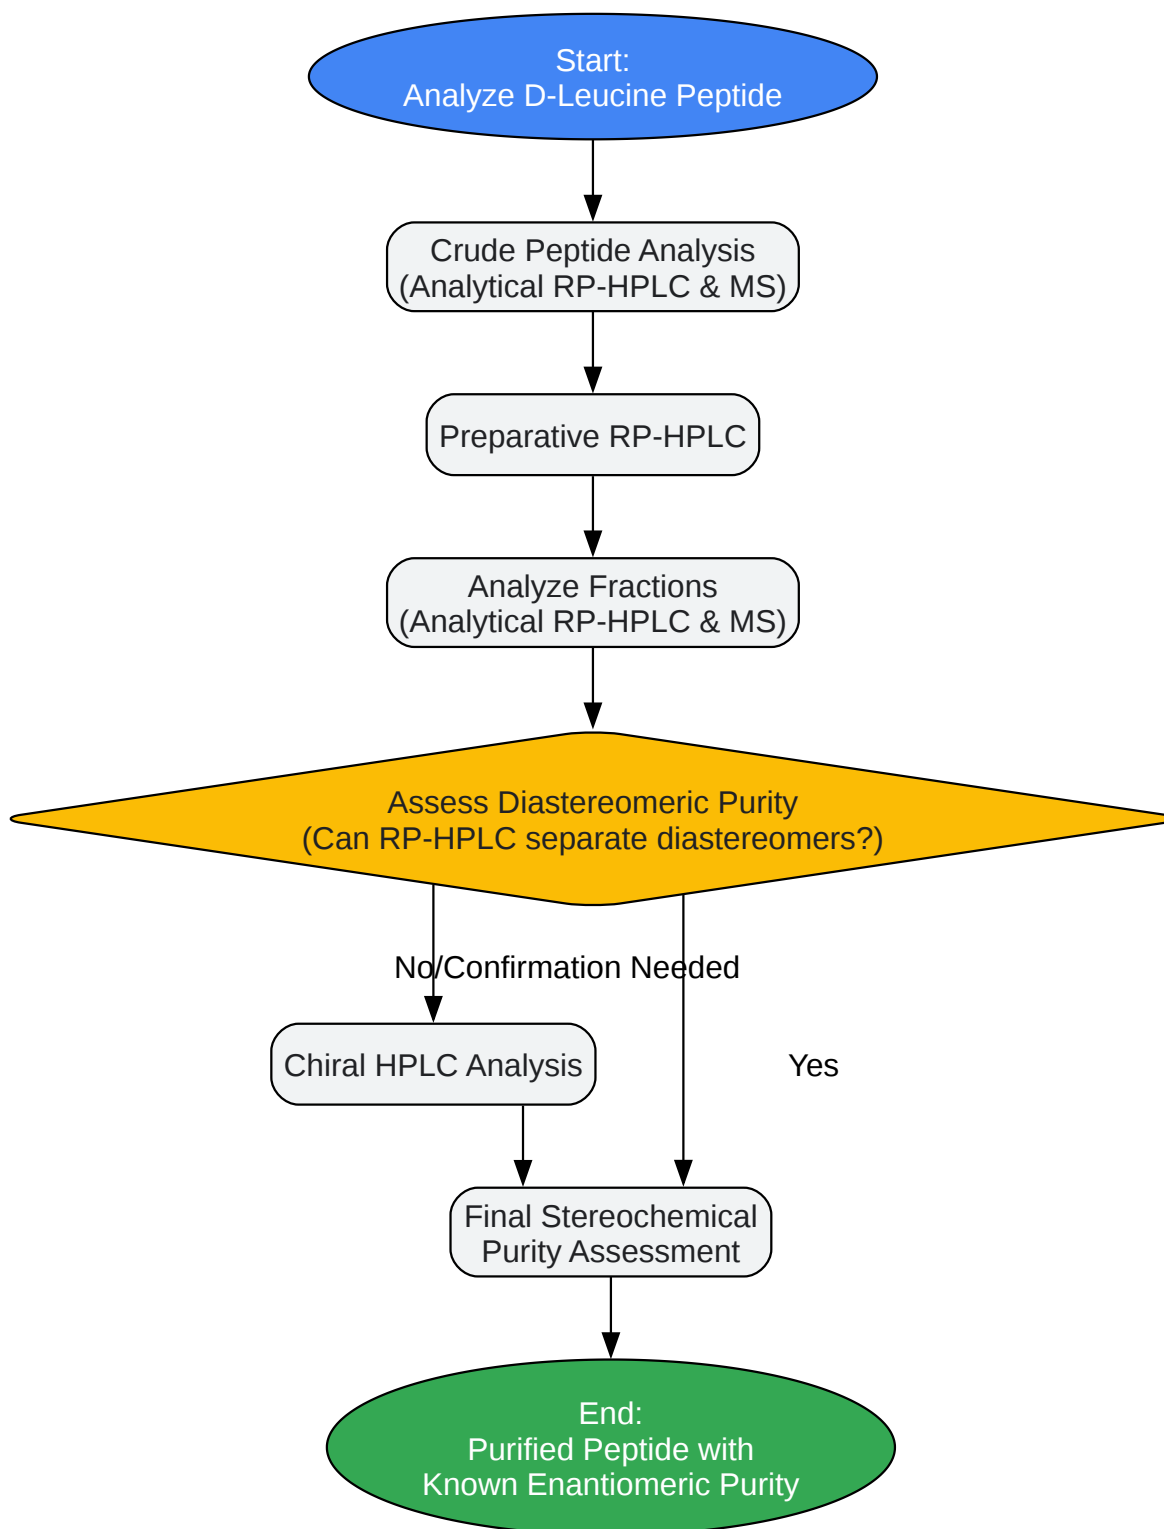 Start:
Analyze D-Leucine Peptide
Crude Peptide Analysis
(Analytical RP-HPLC & MS)
Preparative RP-HPLC
Analyze Fractions
(Analytical RP-HPLC & MS)
Assess Diastereomeric Purity
(Can RP-HPLC separate diastereomers?)
No/Confirmation Needed
Chiral HPLC Analysis
Yes
Final Stereochemical
Purity Assessment
End:
Purified Peptide with
Known Enantiomeric Purity